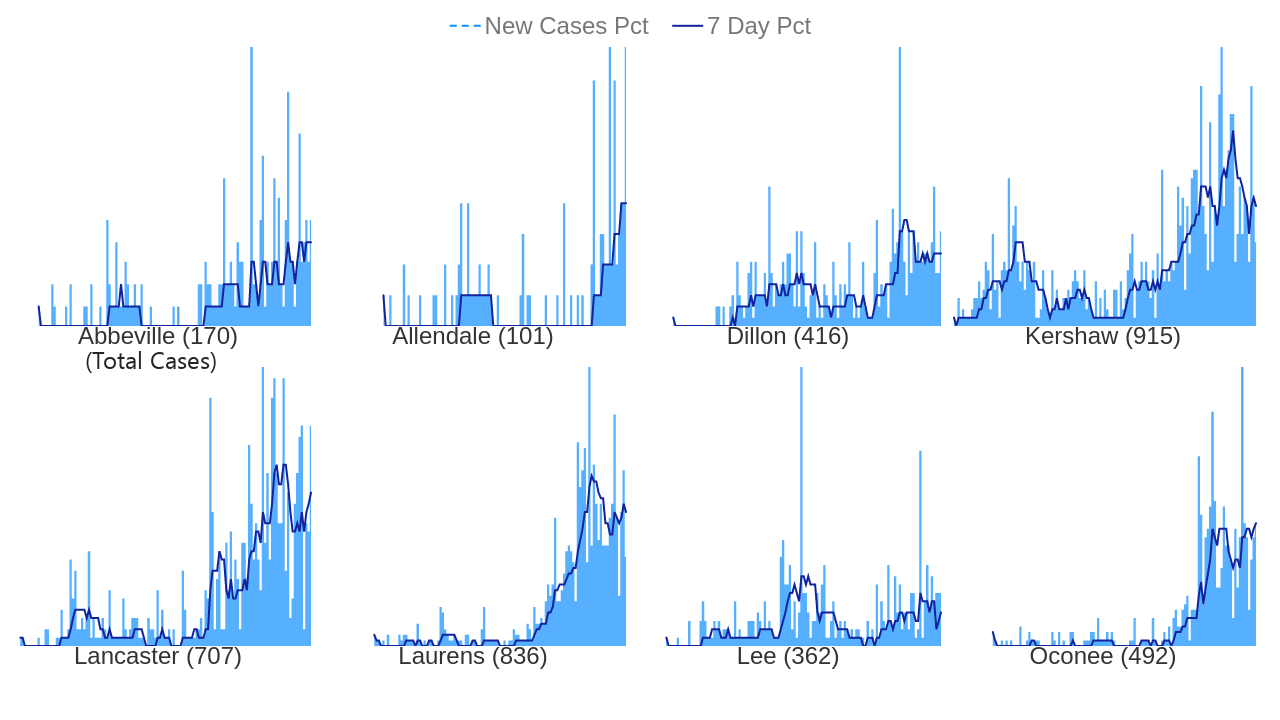 New Cases Pct 7 Day Pct
Abbeville (170) Allendale (101) Dillon (416) Kershaw (915)
(Total Cases)
Lancaster (707) Laurens (836) Lee (362) Oconee (492)